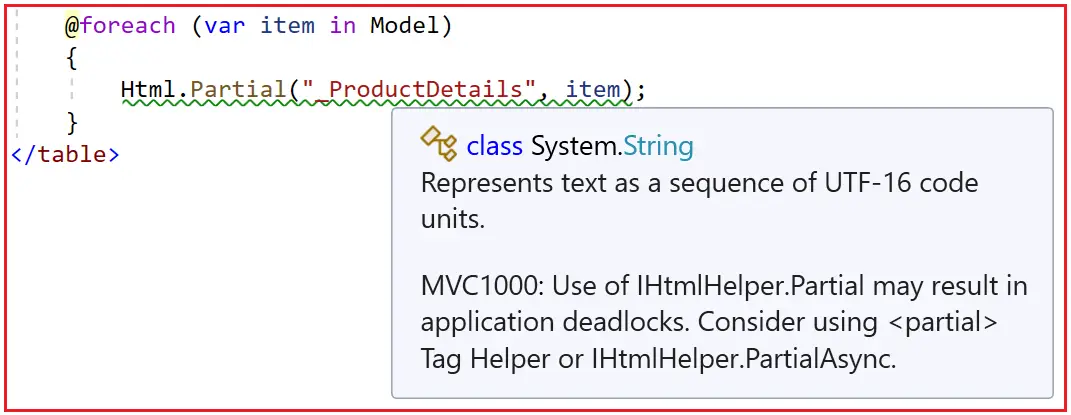 @foreach (var item in Model)
{
Html.Partial("_ProductDetails", item);
}
</table>
class System.String
Represents text as a sequence of UTF-16 code
units.
MVC1000: Use of IHtmlHelper.Partial may result in
application deadlocks. Consider using <partial>
Tag Helper or IHtmlHelper.PartialAsync.